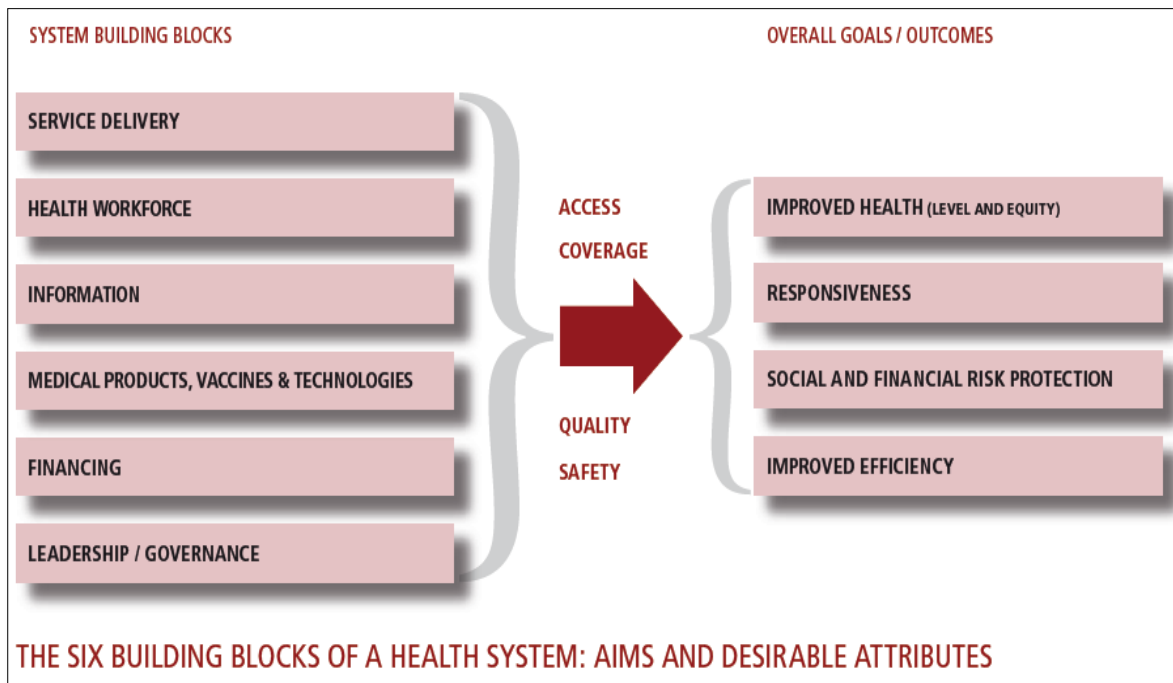 SYSTEM BUILDING BLOCKS
OVERALL GOALS / OUTCOMES
SERVICE DELIVERY
HEALTH WORKFORCE
INFORMATION
MEDICAL PRODUCTS, VACCINES & TECHNOLOGIES
FINANCING
LEADERSHIP / GOVERNANCE
ACCESS
COVERAGE
QUALITY
SAFETY
IMPROVED HEALTH (LEVEL AND EQUITY)
RESPONSIVENESS
SOCIAL AND FINANCIAL RISK PROTECTION
IMPROVED EFFICIENCY
THE SIX BUILDING BLOCKS OF A HEALTH SYSTEM: AIMS AND DESIRABLE ATTRIBUTES